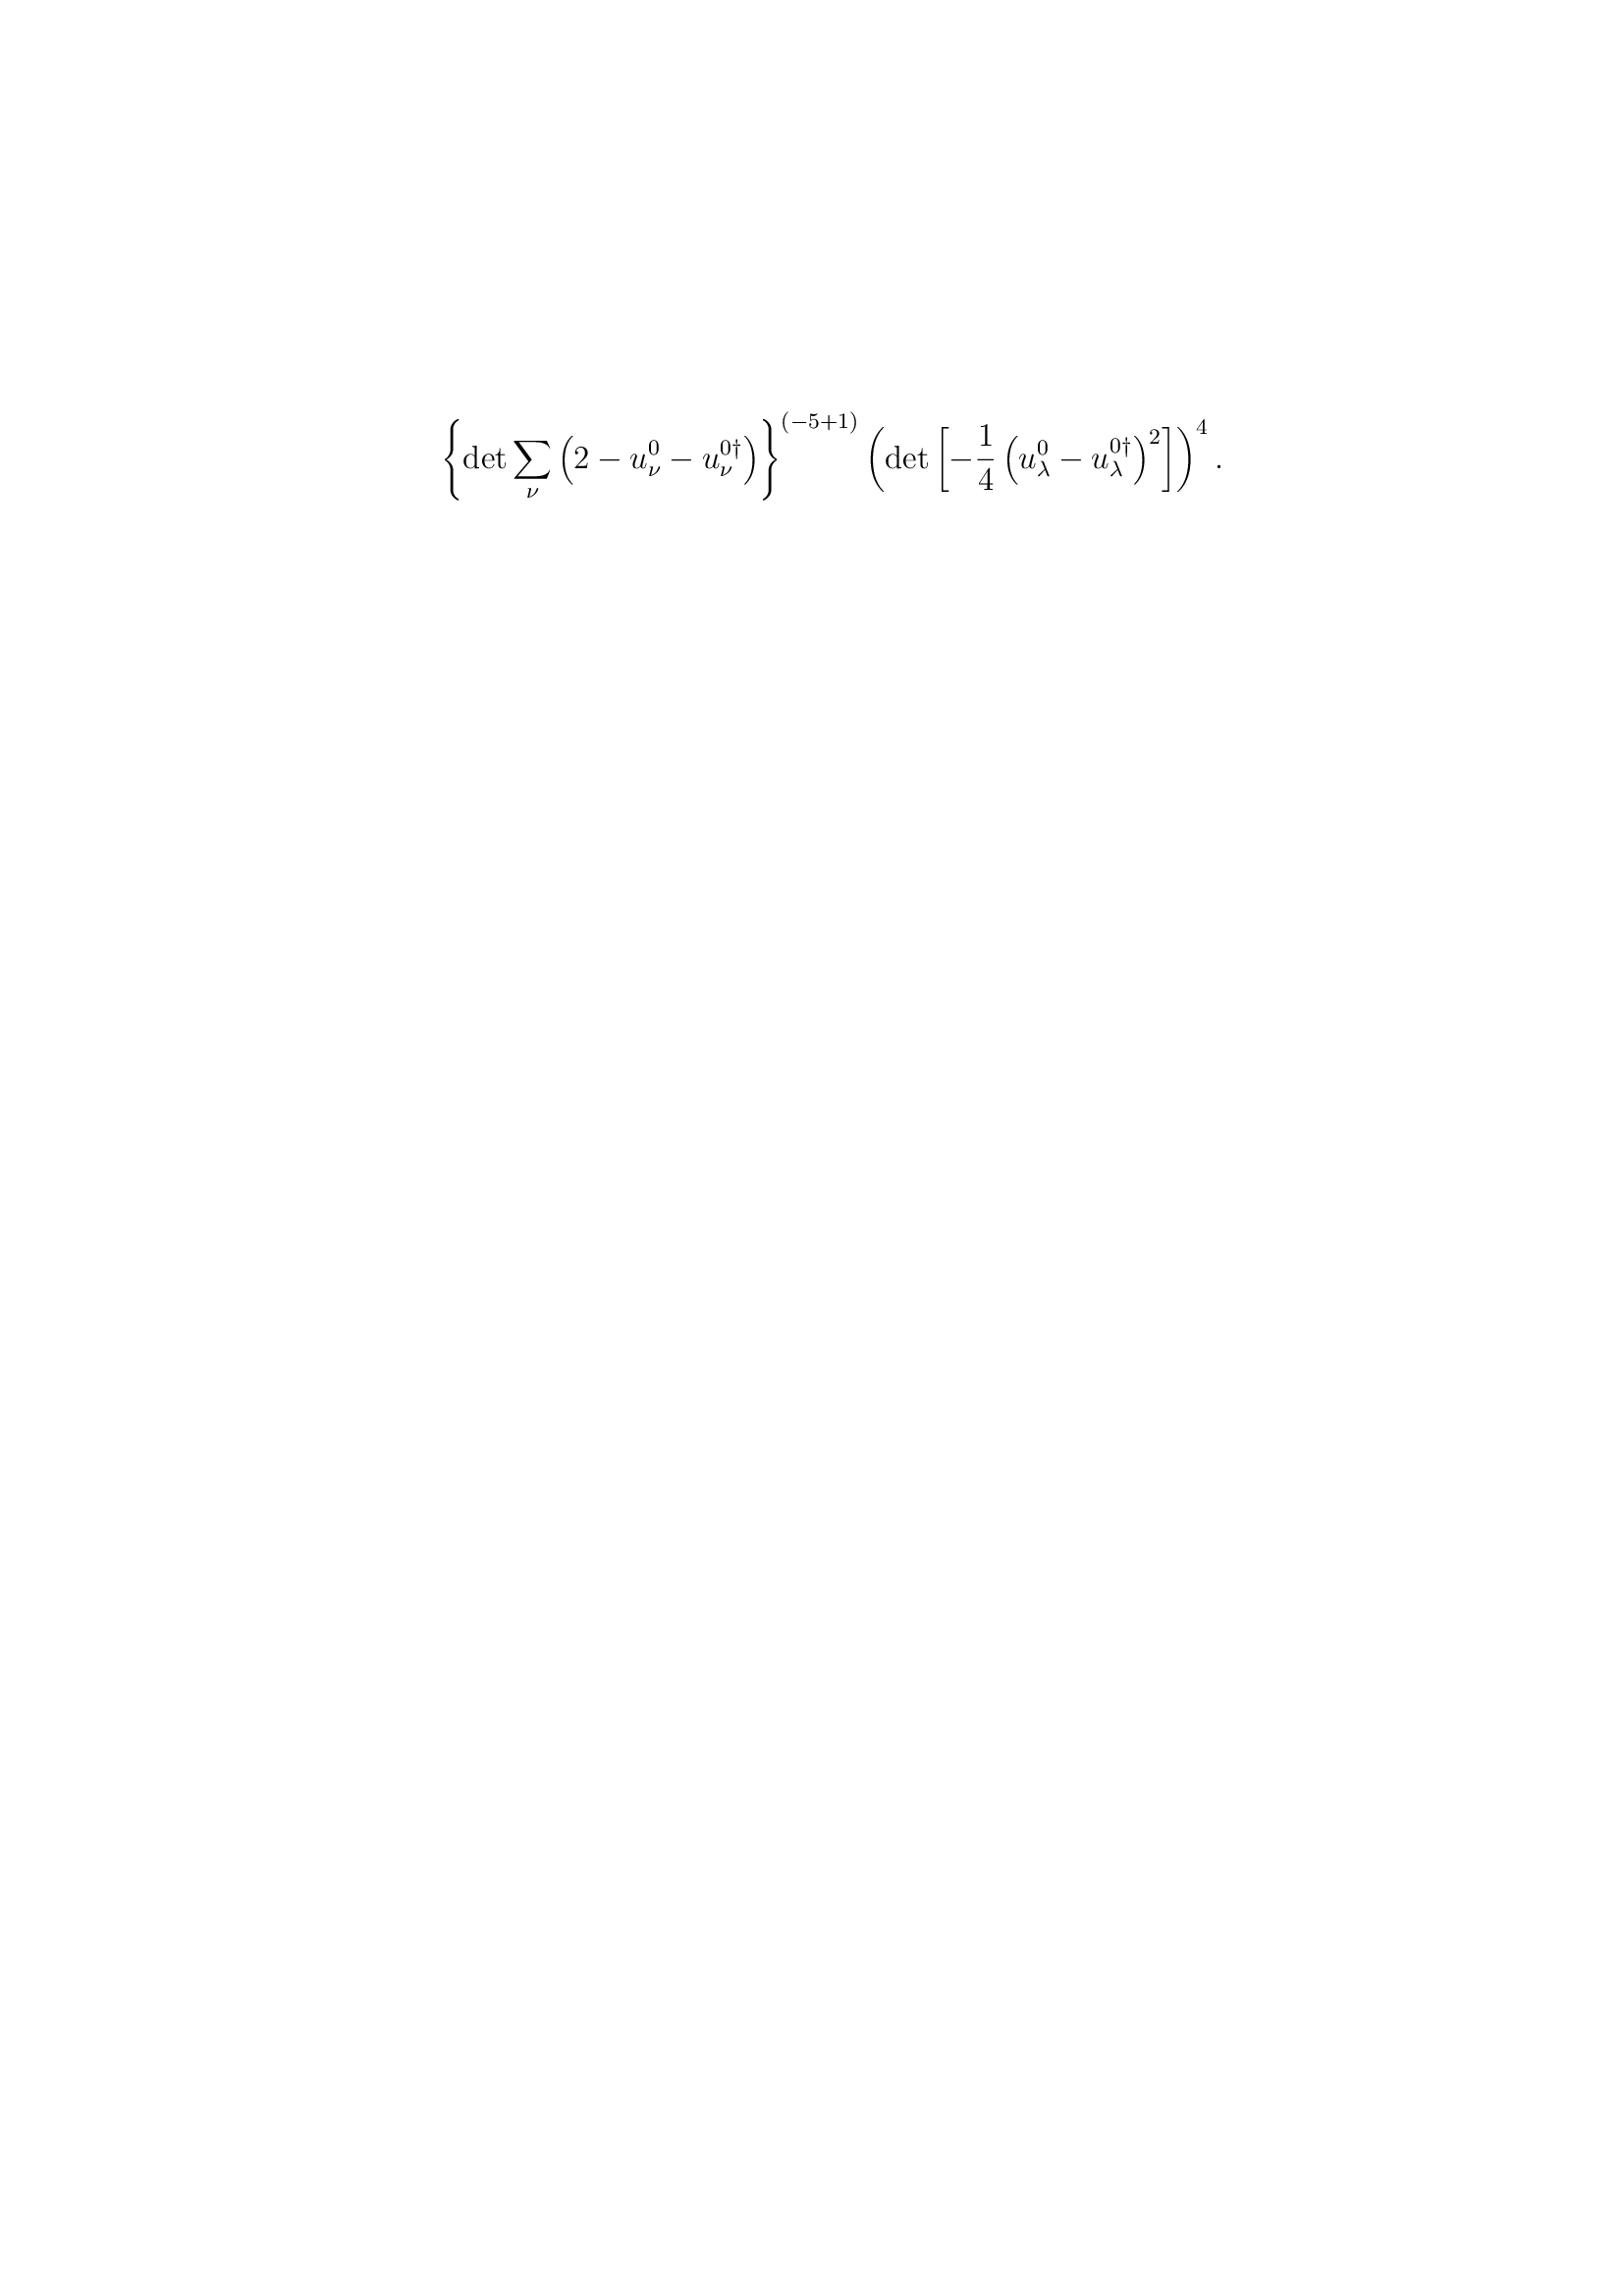 \left\{ \det \sum_{\nu} \left( 2 - u_{\nu}^{0} - u_{\nu}^{0\dagger} \right) \right\}^{(-5+1)} \left( \det \left[ -\frac{1}{4} \left( u_{\lambda}^{0} - u_{\lambda}^{0\dagger} \right)^{2} \right] \right)^{4} .